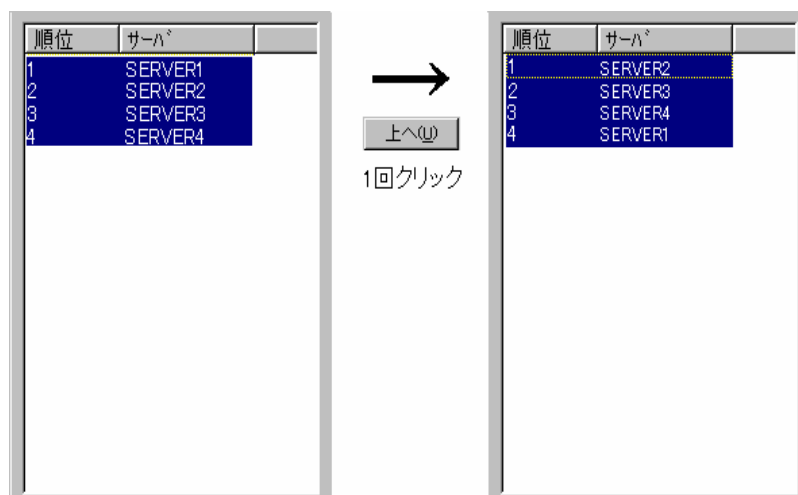 順位 サーバ
1 SERVER1
2 SERVER2
3 SERVER3
4 SERVER4
上へ(U)
1回クリック
順位 サーバ
1 SERVER2
2 SERVER3
3 SERVER4
4 SERVER1